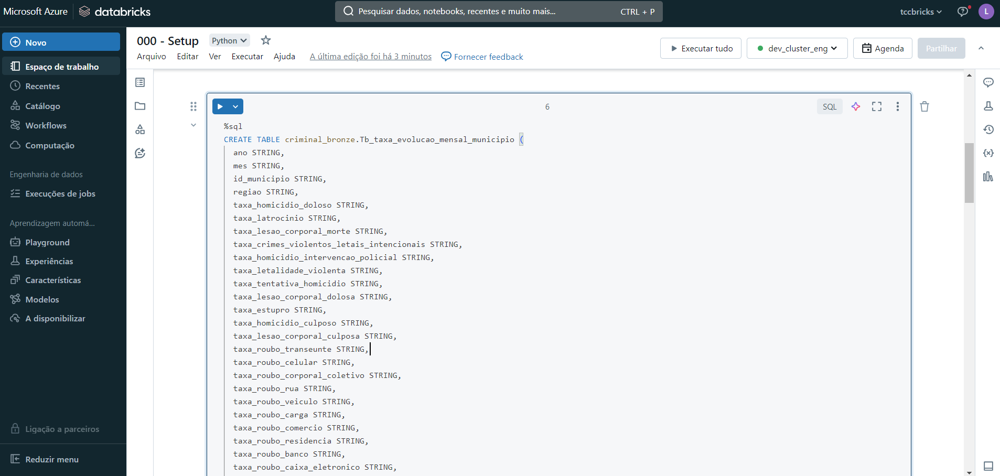 Microsoft Azure
databricks
Pesquisar dados, notebooks, recentes e muito mais...
CTRL + P
tccbricks
L
Novo
Espaço de trabalho
Recentes
Catálogo
Workflows
Computação
Engenharia de dados
Execuções de jobs
Aprendizagem automá...
Playground
Experiências
Características
Modelos
A disponibilizar
Ligação a parceiros
Reduzir menu
000 - Setup
Python
Arquivo Editar Ver Executar Ajuda A última edição foi há 3 minutos Fornecer feedback
Executar tudo
dev_cluster_eng
Agenda
Partilhar
6
SQL
%sql
CREATE TABLE criminal_bronze.Tb_taxa_evolucao_mensal_municipio (
ano STRING,
mes STRING,
id_municipio STRING,
regiao STRING,
taxa_homicidio_doloso STRING,
taxa_latrocinio STRING,
taxa_lesao_corporal_morte STRING,
taxa_crimes_violentos_letais_intencionais STRING,
taxa_homicidio_intervencao_policial STRING,
taxa_letalidade_violenta STRING,
taxa_tentativa_homicidio STRING,
taxa_lesao_corporal_dolosa STRING,
taxa_estupro STRING,
taxa_homicidio_culposo STRING,
taxa_lesao_corporal_culposa STRING,
taxa_roubo_transeunte STRING,
taxa_roubo_celular STRING,
taxa_roubo_corporal_coletivo STRING,
taxa_roubo_rua STRING,
taxa_roubo_veiculo STRING,
taxa_roubo_carga STRING,
taxa_roubo_comercio STRING,
taxa_roubo_residencia STRING,
taxa_roubo_banco STRING,
taxa_roubo_caixa_eletronico STRING,